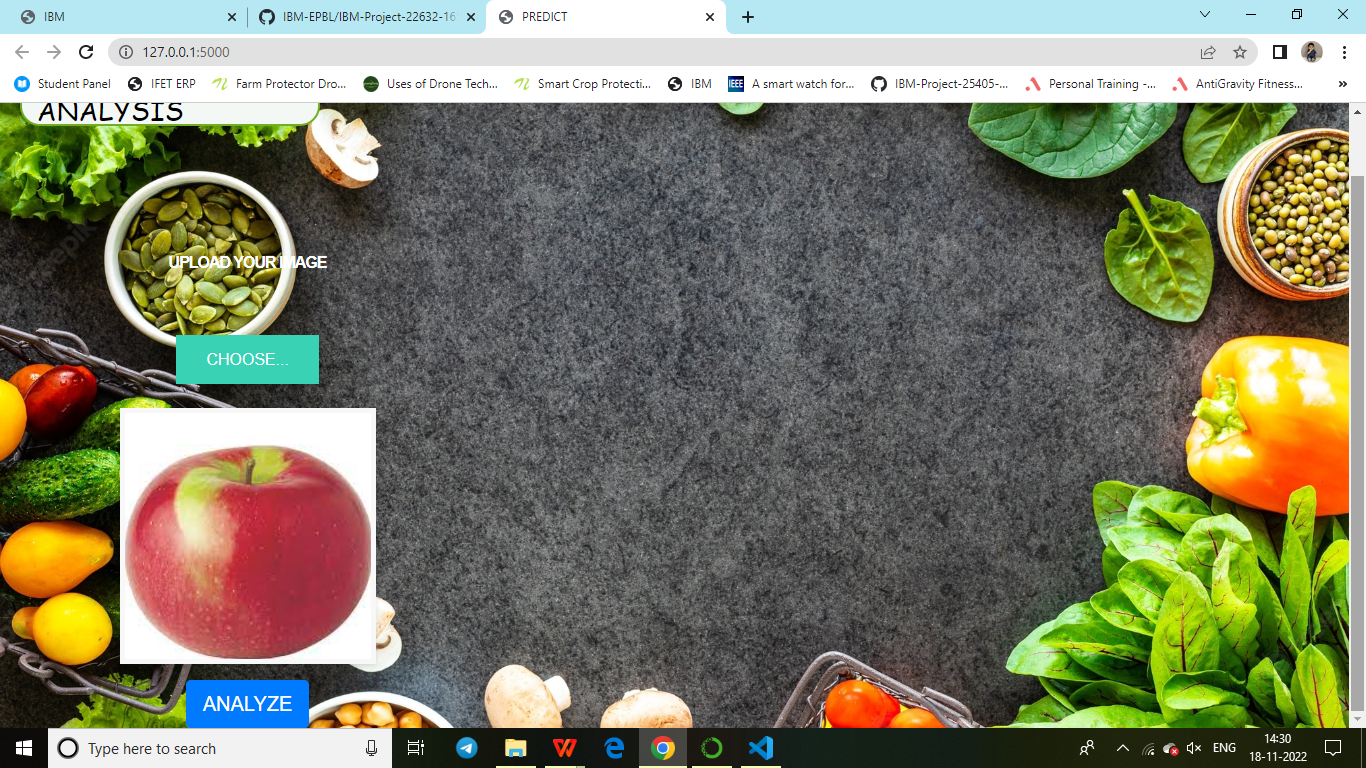 IBM
IBM-EPBL/IBM-Project-22632-16
PREDICT
127.0.0.1:5000
Student Panel
IFET ERP
Farm Protector Dro...
Uses of Drone Tech...
Smart Crop Protecti...
IBM
IEEE
A smart watch for...
IBM-Project-25405-...
Personal Training -...
AntiGravity Fitness...
ANALYSIS
UPLOAD YOUR IMAGE
CHOOSE...
ANALYZE
Type here to search
ENG
14:30
18-11-2022